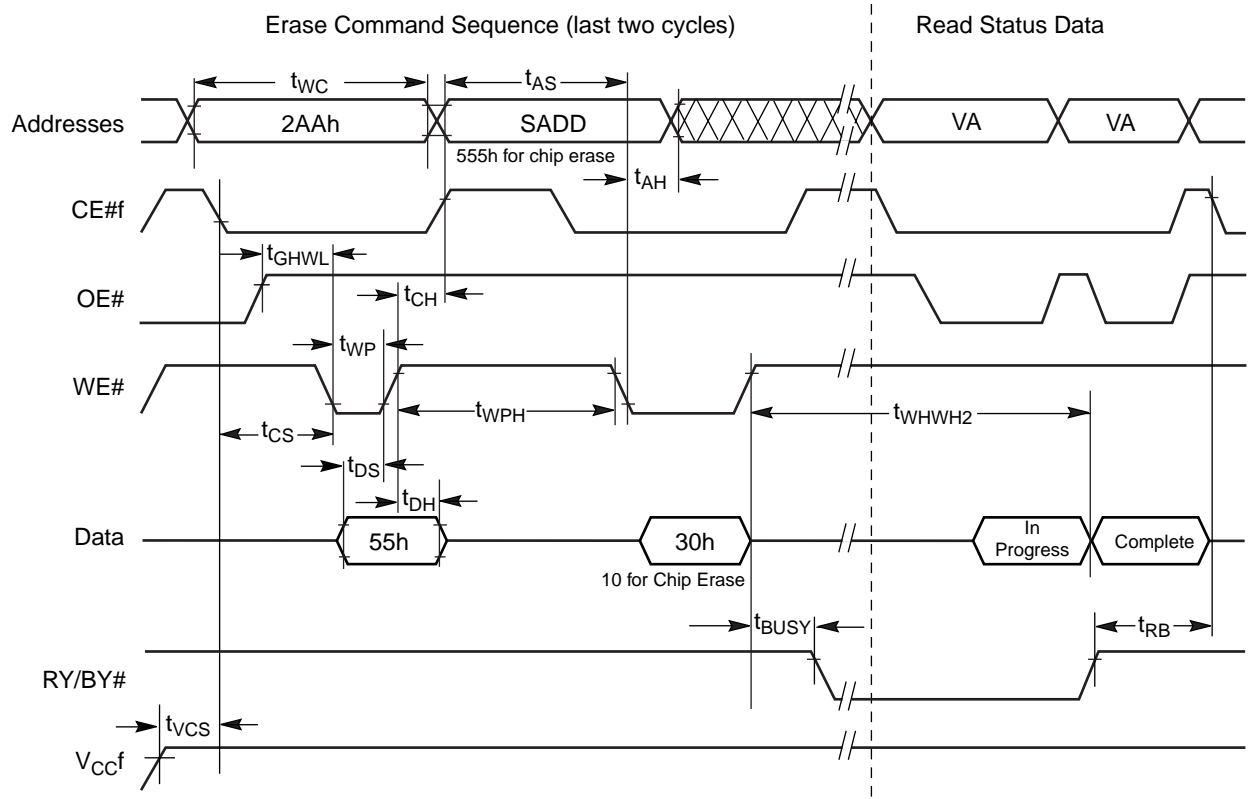 Erase Command Sequence (last two cycles) Read Status Data
tWC tAS
Addresses 2AAh SADD VA VA
555h for chip erase
tAH
CE#f
tGHWL
OE# tCH
tWP
WE#
tWPH tWHWH2
tCS
tDS
tDH
Data 55h 30h In Progress Complete
10 for Chip Erase
tBUSY tRB
RY/BY#
tVCS
VCCf